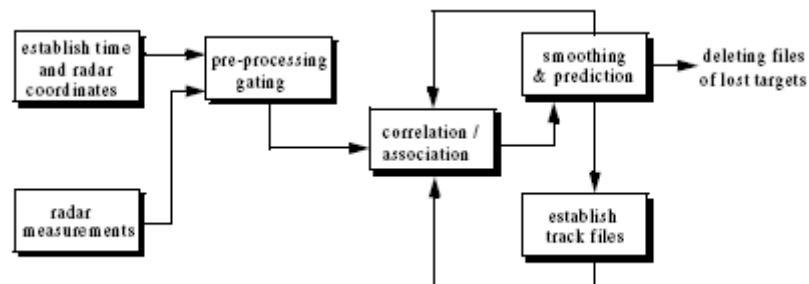 establish time
and radar
coordinates
pre-processing
gating
smoothing
& prediction
deleting files
of lost targets
correlation /
association
radar
measurements
establish
track files